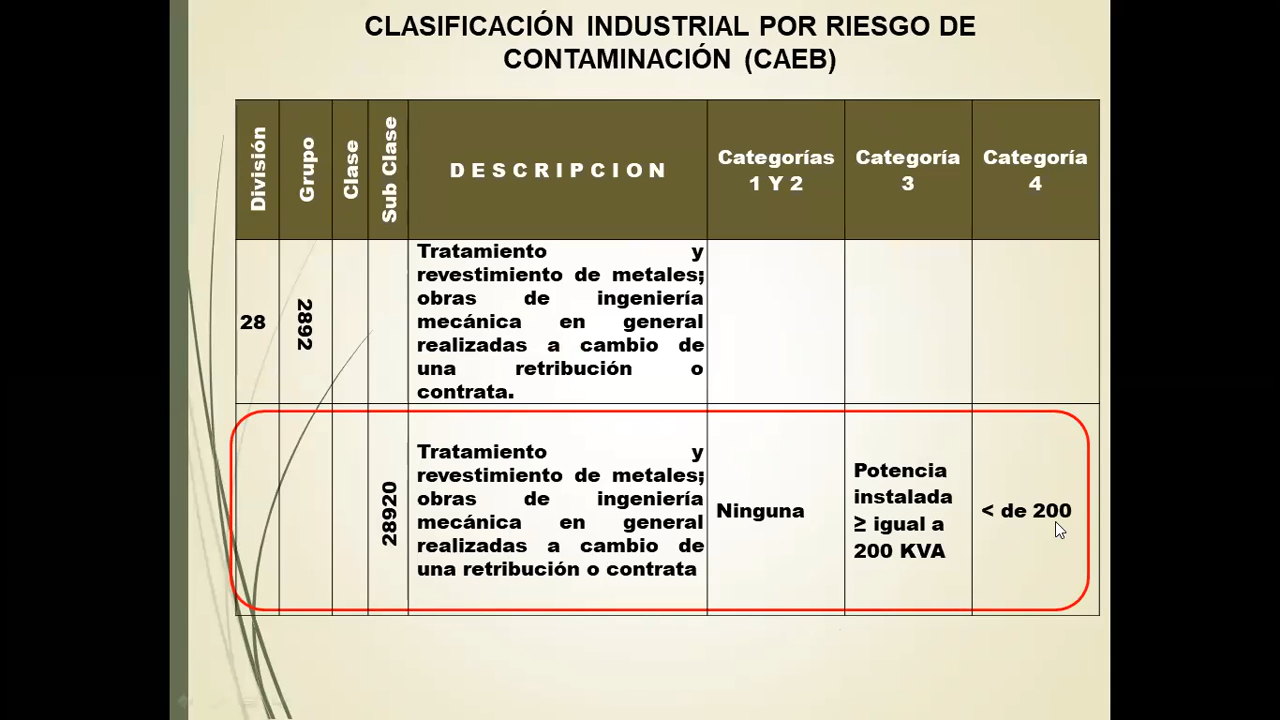 CLASIFICACIÓN INDUSTRIAL POR RIESGO DE
CONTAMINACIÓN (CAEB)
División
Grupo
Clase
Sub Clase
DESCRIPCION
Categorías
1 Y 2
Categoría
3
Categoría
4
28
2892
Tratamiento y
revestimiento de metales;
obras de ingeniería
mecánica en general
realizadas a cambio de
una retribución o
contrata.
28920
Tratamiento y
revestimiento de metales;
obras de ingeniería
mecánica en general
realizadas a cambio de
una retribución o contrata
Ninguna
Potencia
instalada
≥ igual a
200 KVA
< de 200